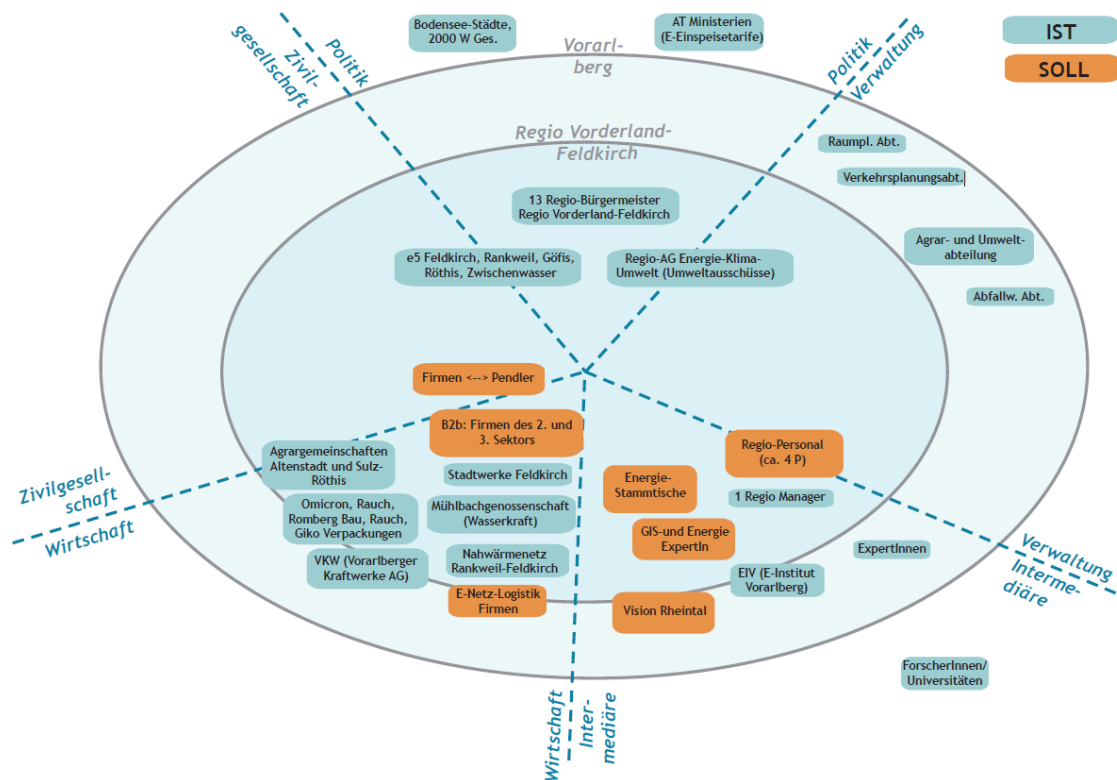 Bodensee-Städte,
2000 W Ges.
AT Ministerien
(E-Einspeisetarife)
IST
SOLL
Politik
Zivil-
gesellschaft
Vorarl-
berg
Politik
Verwaltung
Regio Vorderland-
Feldkirch
Raumpl. Abt.
Verkehrsplanungsabt.
13 Regio-Bürgermeister
Regio Vorderland-Feldkirch
e5 Feldkirch, Rankweil, Göfis,
Röthis, Zwischenwasser
Regio-AG Energie-Klima-
Umwelt (Umweltausschüsse)
Agrar- und Umwelt-
abteilung
Abfallw. Abt.
Firmen <--> Pendler
B2b: Firmen des 2. und
3. Sektors
Regio-Personal
(ca. 4 P)
Agrargemeinschaften
Altenstadt und Sulz-
Röthis
Stadtwerke Feldkirch
Energie-
Stammtische
1 Regio Manager
Zivilgesell-
schaft
Wirtschaft
Omicron, Rauch,
Romberg Bau, Rauch,
Giko Verpackungen
Mühlbachgenossenschaft
(Wasserkraft)
GIS-und Energie
ExpertIn
ExpertInnen
VKW (Vorarlberger
Kraftwerke AG)
Nahwärmenetz
Rankweil-Feldkirch
EIV (E-Institut
Vorarlberg)
Verwaltung
Interme-
diäre
E-Netz-Logistik
Firmen
Vision Rheintal
ForscherInnen/
Universitäten
Wirtschaft
Inter-
mediäre